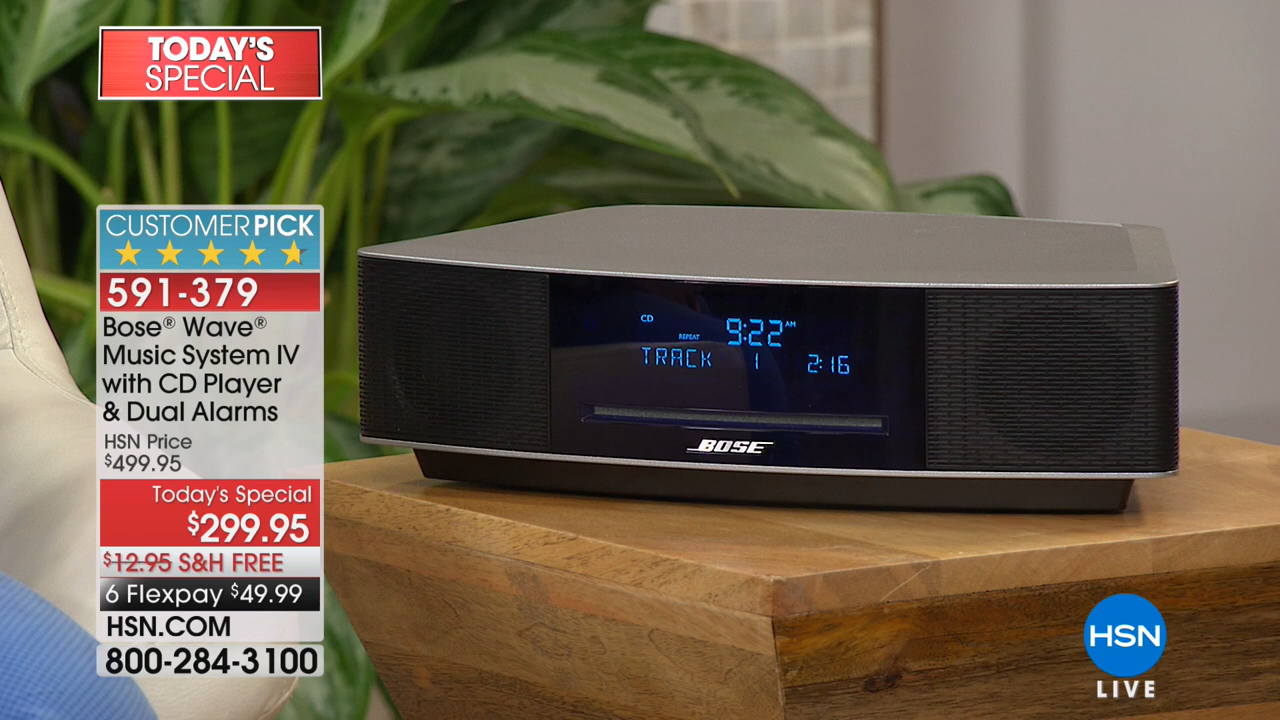 TODAY'S
SPECIAL
CUSTOMER PICK
591-379
Bose® Wave®
Music System IV
with CD Player
& Dual Alarms
HSN Price
$499.95
Today's Special
$299.95
$12.95 S&H FREE
6 Flexpay $49.99
HSN.COM
800-284-3100
CD
REPEAT
9:22 AM
TRACK 1 2:16
BOSE
HSN
LIVE